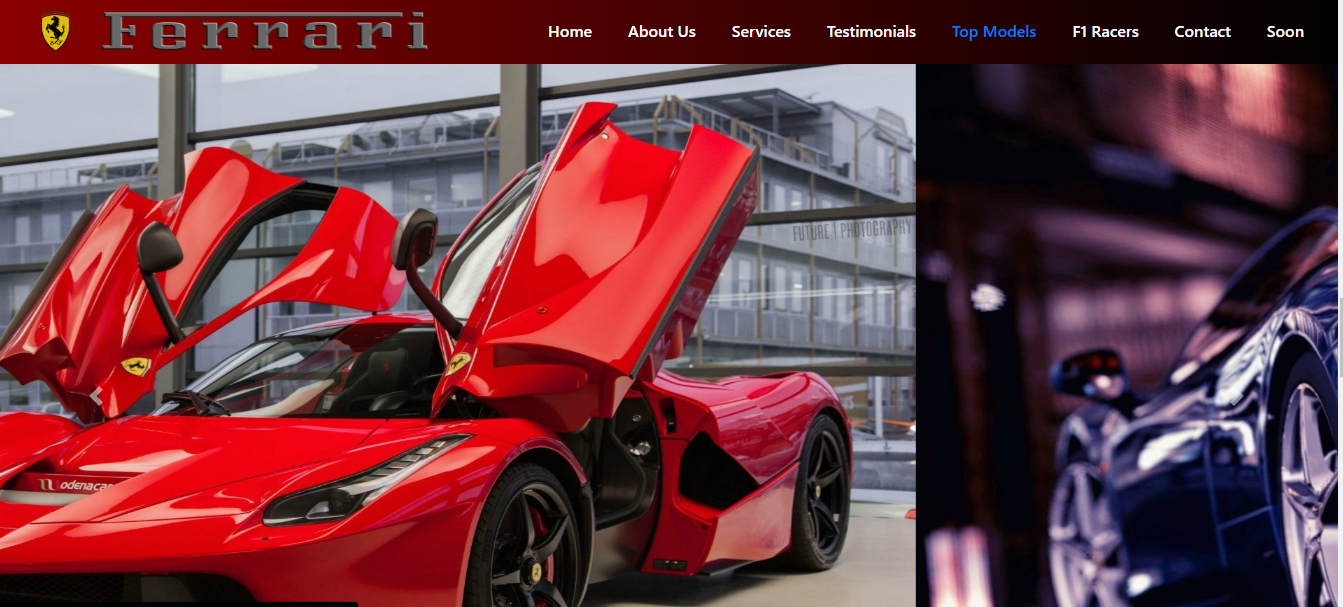 Ferrari
Home About Us Services Testimonials Top Models F1 Racers Contact Soon
FUTURE | PHOTOGRAPHY
odenacar